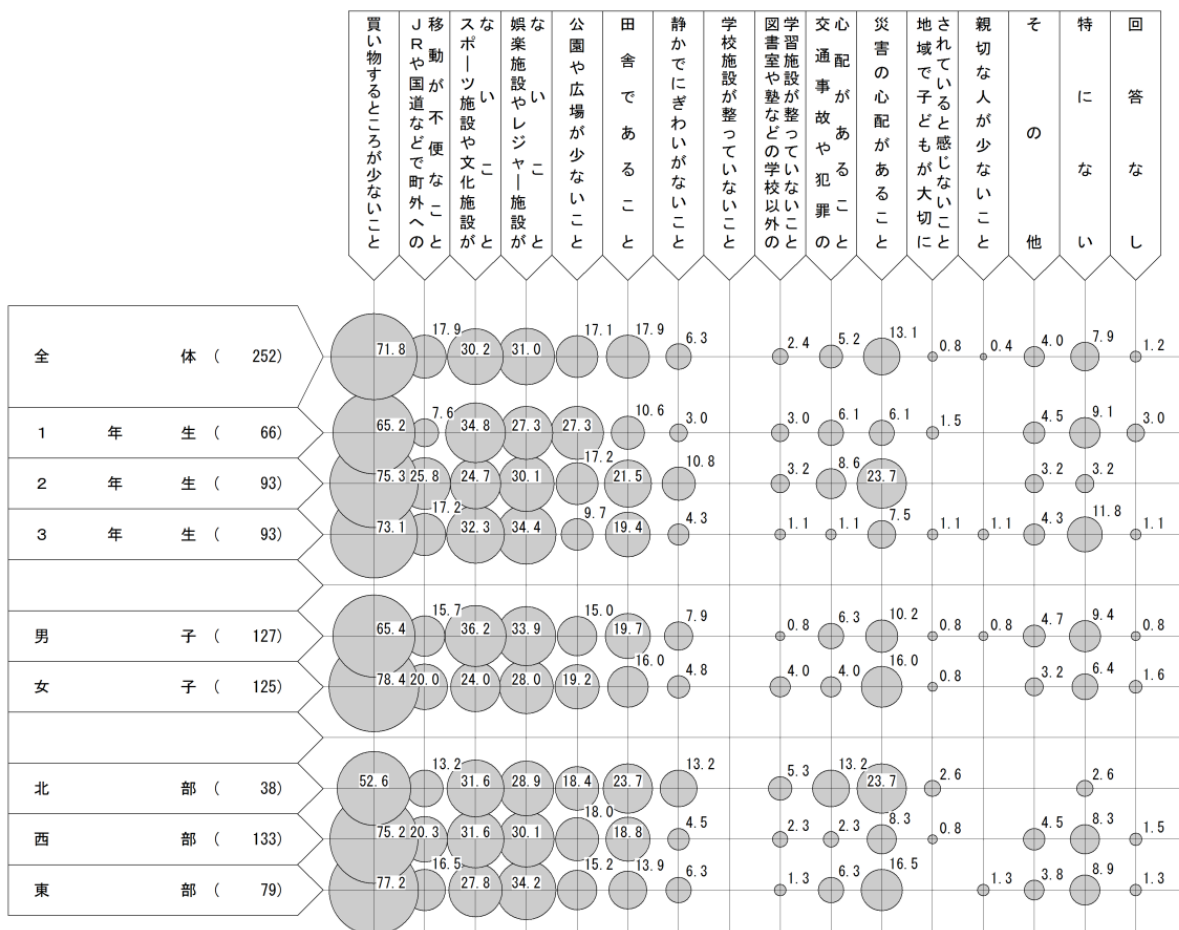 買い物するところが少ないこと
移動が不便なこと
ＪＲや国道などで町外への
ないこと
スポーツ施設や文化施設が
ないこと
娯楽施設やレジャー施設が
公園や広場が少ないこと
田舎であること
静かでにぎわいがないこと
学校施設が整っていないこと
学習施設が整っていないこと
図書室や塾などの学校以外の
心配があること
交通事故や犯罪の
災害の心配があること
されていると感じないこと
地域で子どもが大切に
親切な人が少ないこと
その他
特にない
回答なし
全体( 252) 71.8 17.9 30.2 31.0 17.1 17.9 6.3 2.4 5.2 13.1 0.8 0.4 4.0 7.9 1.2
１年生( 66) 65.2 7.6 34.8 27.3 27.3 10.6 3.0 3.0 6.1 6.1 1.5 4.5 9.1 3.0
２年生( 93) 75.3 25.8 24.7 30.1 17.2 21.5 10.8 3.2 8.6 23.7 3.2 3.2
３年生( 93) 73.1 17.2 32.3 34.4 9.7 19.4 4.3 1.1 1.1 7.5 1.1 1.1 4.3 11.8 1.1
男子( 127) 65.4 15.7 36.2 33.9 15.0 19.7 7.9 0.8 6.3 10.2 0.8 0.8 4.7 9.4 0.8
女子( 125) 78.4 20.0 24.0 28.0 19.2 16.0 4.8 4.0 4.0 16.0 0.8 3.2 6.4 1.6
北部( 38) 52.6 13.2 31.6 28.9 18.4 23.7 13.2 5.3 13.2 23.7 2.6 2.6
西部( 133) 75.2 20.3 31.6 30.1 18.0 18.8 4.5 2.3 2.3 8.3 0.8 4.5 8.3 1.5
東部( 79) 77.2 16.5 27.8 34.2 15.2 13.9 6.3 1.3 6.3 16.5 1.3 3.8 8.9 1.3